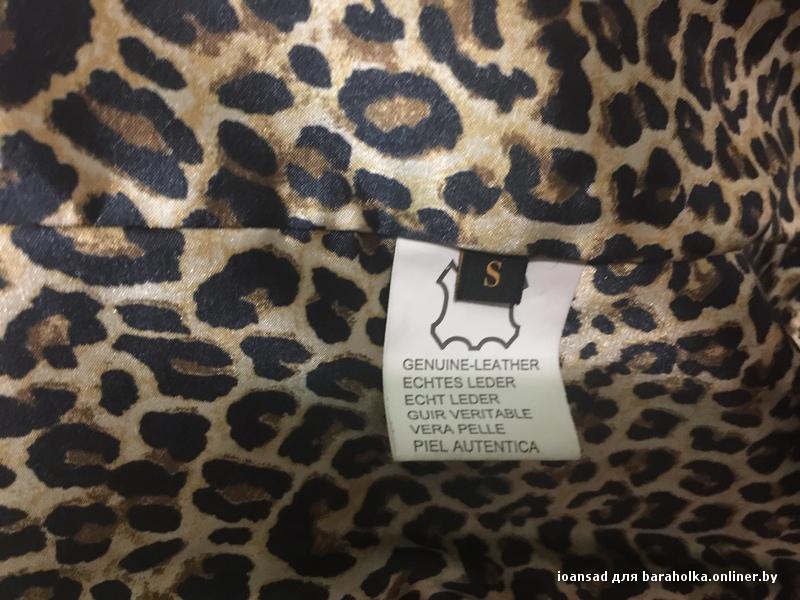 S
GENUINE-LEATHER
ECHTES LEDER
ECHT LEDER
GUIR VERITABLE
VERA PELLE
PIEL AUTENTICA
ioansad для baraholka.onliner.by